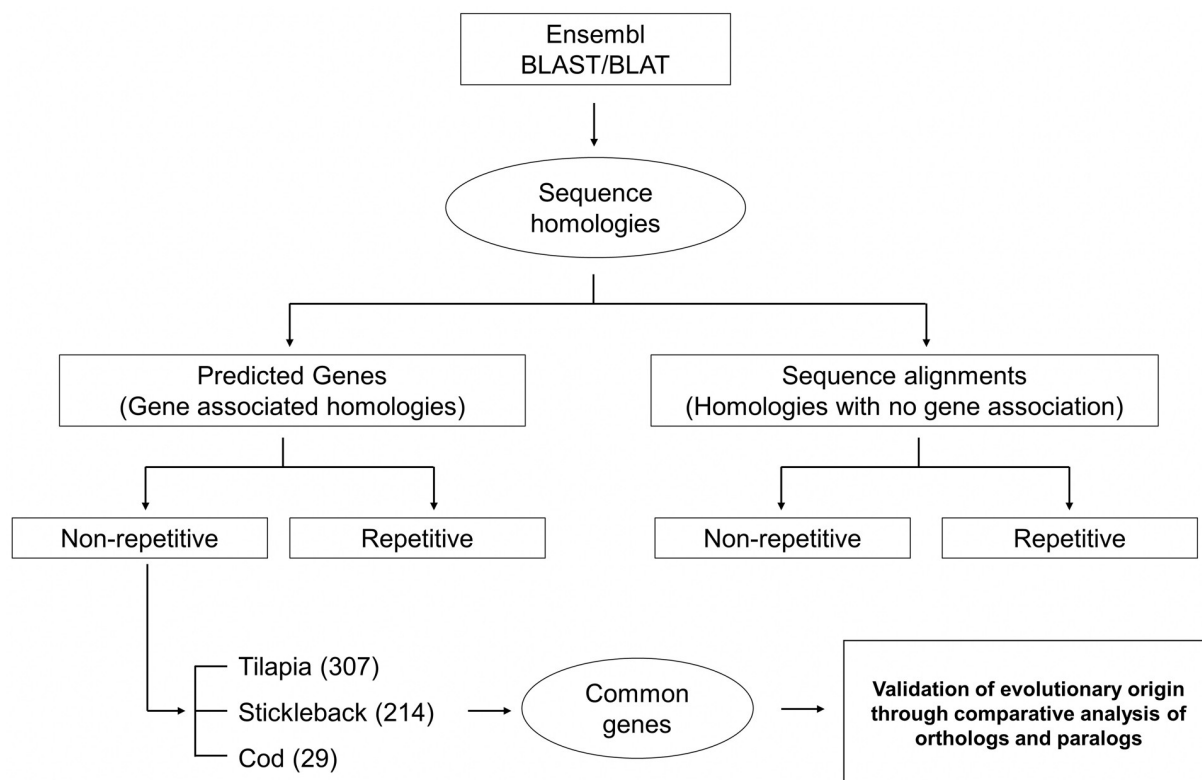 Ensembl
BLAST/BLAT
Sequence
homologies
Predicted Genes
(Gene associated homologies)
Sequence alignments
(Homologies with no gene association)
Non-repetitive
Repetitive
Non-repetitive
Repetitive
Tilapia (307)
Stickleback (214)
Cod (29)
Common
genes
Validation of evolutionary origin
through comparative analysis of
orthologs and paralogs